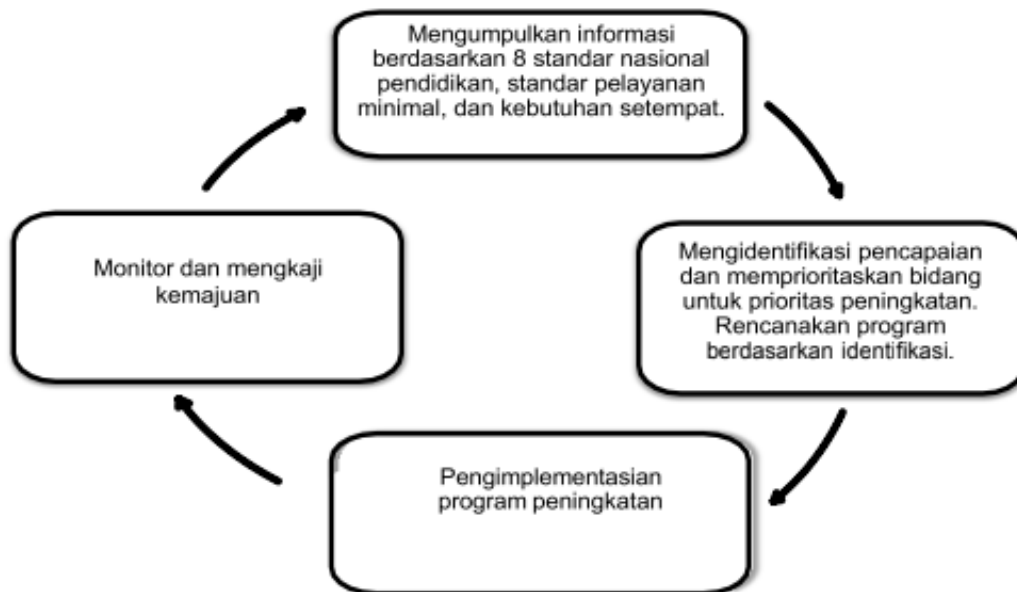 Mengumpulkan informasi
berdasarkan 8 standar nasional
pendidikan, standar pelayanan
minimal, dan kebutuhan setempat.
Mengidentifikasi pencapaian
dan memprioritaskan bidang
untuk prioritas peningkatan.
Rencanakan program
berdasarkan identifikasi.
Pengimplementasian
program peningkatan
Monitor dan mengkaji
kemajuan